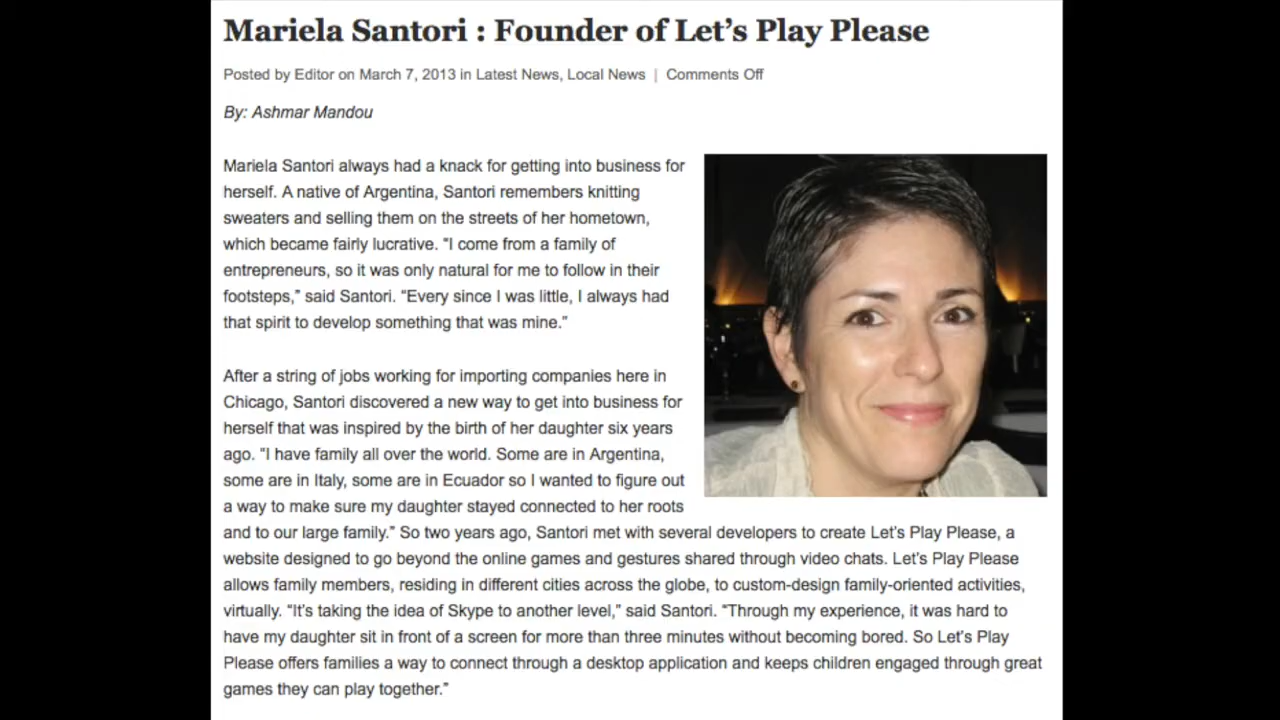 Mariela Santori : Founder of Let’s Play Please
Posted by Editor on March 7, 2013 in Latest News, Local News | Comments Off
By: Ashmar Mandou
Mariela Santori always had a knack for getting into business for
herself. A native of Argentina, Santori remembers knitting
sweaters and selling them on the streets of her hometown,
which became fairly lucrative. “I come from a family of
entrepreneurs, so it was only natural for me to follow in their
footsteps,” said Santori. “Every since I was little, I always had
that spirit to develop something that was mine.”
After a string of jobs working for importing companies here in
Chicago, Santori discovered a new way to get into business for
herself that was inspired by the birth of her daughter six years
ago. “I have family all over the world. Some are in Argentina,
some are in Italy, some are in Ecuador so I wanted to figure out
a way to make sure my daughter stayed connected to her roots
and to our large family.” So two years ago, Santori met with several developers to create Let’s Play Please, a
website designed to go beyond the online games and gestures shared through video chats. Let’s Play Please
allows family members, residing in different cities across the globe, to custom-design family-oriented activities,
virtually. “It’s taking the idea of Skype to another level,” said Santori. “Through my experience, it was hard to
have my daughter sit in front of a screen for more than three minutes without becoming bored. So Let’s Play
Please offers families a way to connect through a desktop application and keeps children engaged through great
games they can play together.”